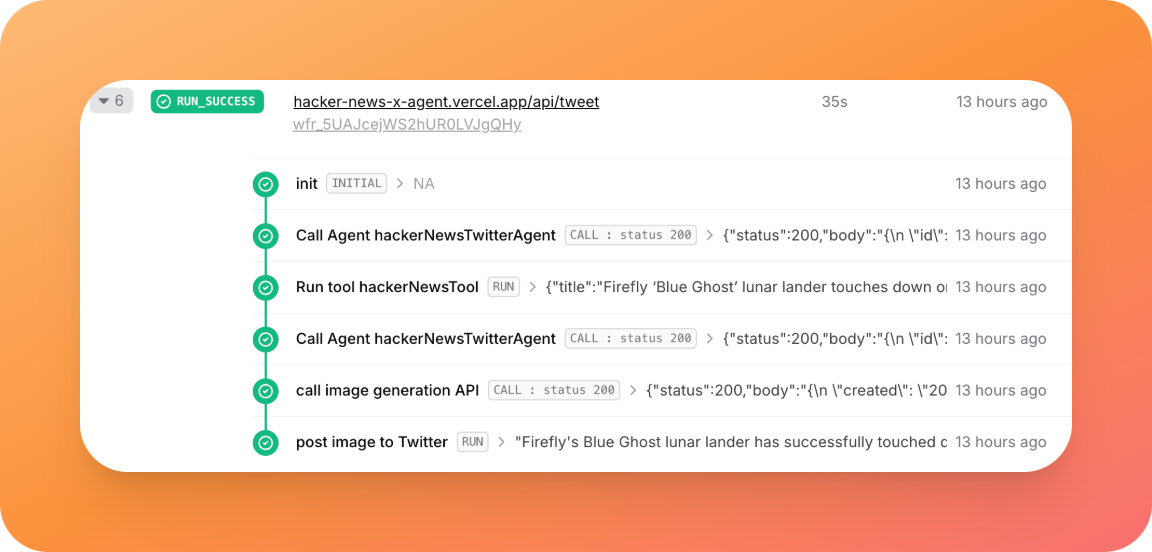 6 RUN_SUCCESS hacker-news-x-agent.vercel.app/api/tweet 35s 13 hours ago
wfr_5UAJcejWS2hUR0LVJgQHy
init INITIAL > NA 13 hours ago
Call Agent hackerNewsTwitterAgent CALL : status 200 > {"status":200,"body":"{\n \"id\": 13 hours ago
Run tool hackerNewsTool RUN > {"title":"Firefly ‘Blue Ghost’ lunar lander touches down 13 hours ago
Call Agent hackerNewsTwitterAgent CALL : status 200 > {"status":200,"body":"{\n \"id\": 13 hours ago
call image generation API CALL : status 200 > {"status":200,"body":"{\n \"created\": \"20 13 hours ago
post image to Twitter RUN > "Firefly's Blue Ghost lunar lander has successfully touched 13 hours ago